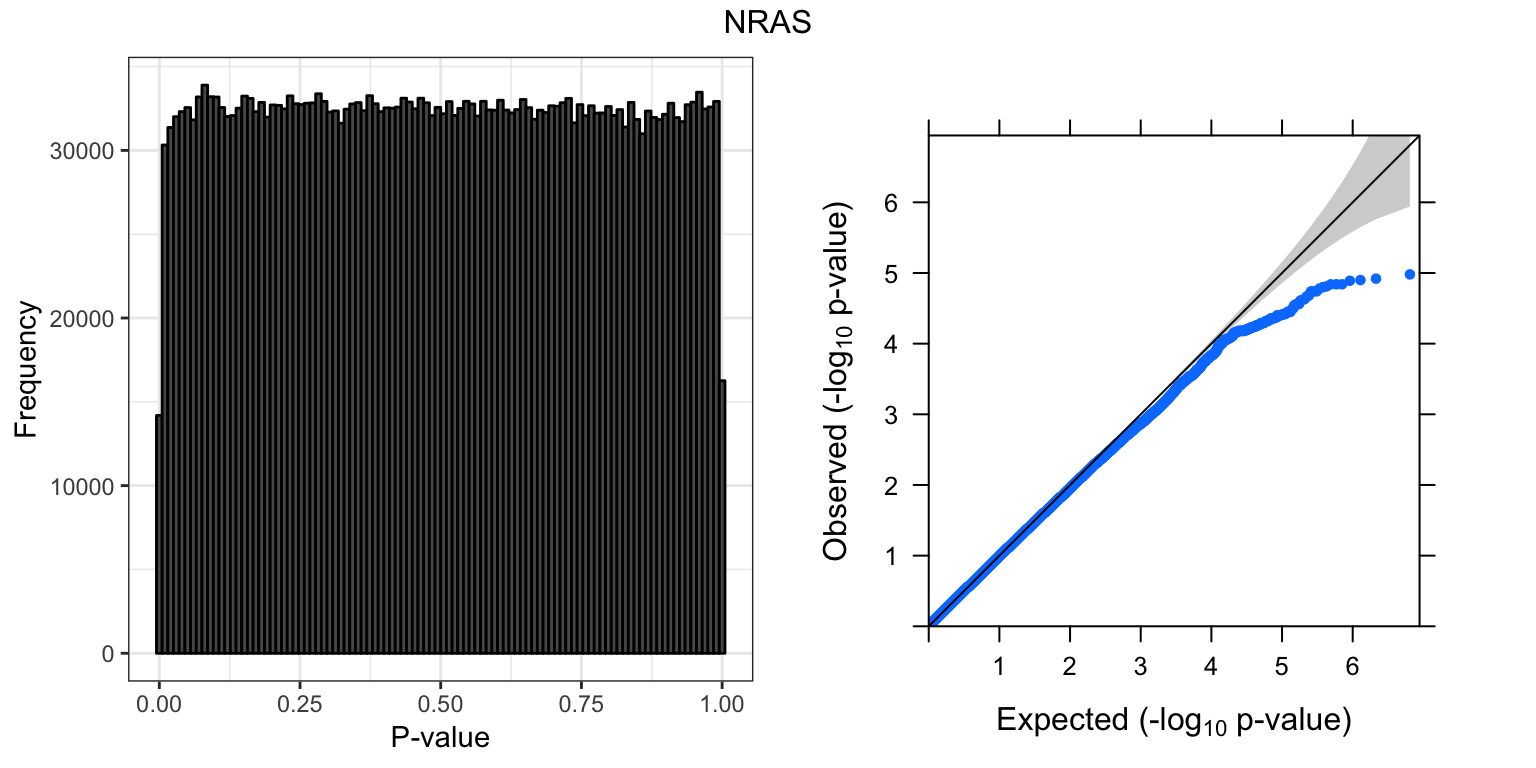 NRAS
Frequency
30000
20000
10000
0
0.00 0.25 0.50 0.75 1.00
P-value
Observed (-log10 p-value)
6
5
4
3
2
1
1 2 3 4 5 6
Expected (-log10 p-value)